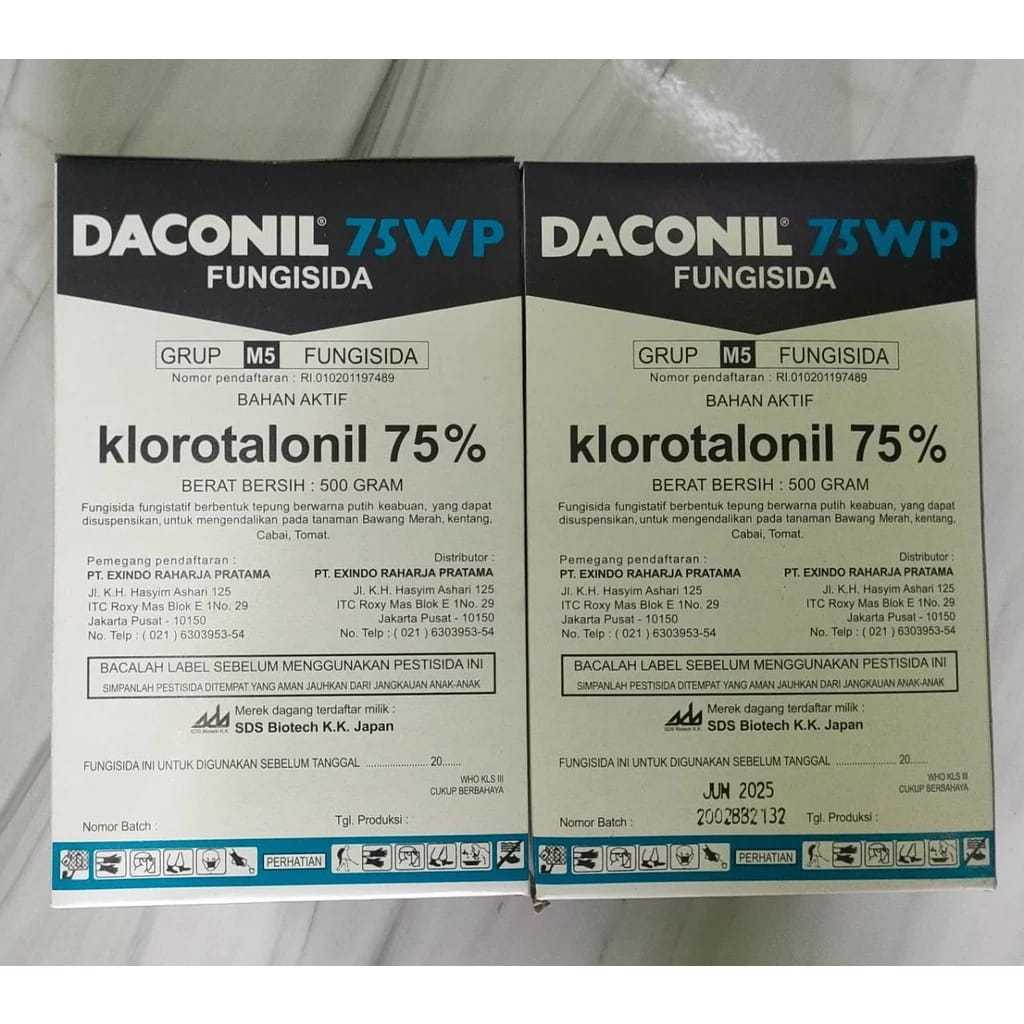 DACONIL® 75WP
FUNGISIDA
GRUP M5 FUNGISIDA
Nomor pendaftaran : RI.010201197489
BAHAN AKTIF
klorotalonil 75%
BERAT BERSIH : 500 GRAM
Fungisida fungistatif berbentuk tepung berwarna putih keabuan, yang dapat
disuspensikan, untuk mengendalikan pada tanaman Bawang Merah, kentang,
Cabai, Tomat.
Pemegang pendaftaran :
PT. EXINDO RAHARJA PRATAMA
Jl. K.H. Hasyim Ashari 125
ITC Roxy Mas Blok E 1No. 29
Jakarta Pusat - 10150
No. Telp : ( 021 ) 6303953-54
Distributor :
PT. EXINDO RAHARJA PRATAMA
Jl. K.H. Hasyim Ashari 125
ITC Roxy Mas Blok E 1No. 29
Jakarta Pusat - 10150
No. Telp : ( 021 ) 6303953-54
BACALAH LABEL SEBELUM MENGGUNAKAN PESTISIDA INI
SIMPANLAH PESTISIDA DITEMPAT YANG AMAN JAUHKAN DARI JANGKAUAN ANAK-ANAK
Merek dagang terdaftar milik :
SDS Biotech K.K. Japan
SDS Biotech K.K.
FUNGISIDA INI UNTUK DIGUNAKAN SEBELUM TANGGAL ...................... 20.......
WHO KLS III
CUKUP BERBAHAYA
Nomor Batch :
Tgl. Produksi :
PERHATIAN
DACONIL® 75WP
FUNGISIDA
GRUP M5 FUNGISIDA
Nomor pendaftaran : RI.010201197489
BAHAN AKTIF
klorotalonil 75%
BERAT BERSIH : 500 GRAM
Fungisida fungistatif berbentuk tepung berwarna putih keabuan, yang dapat
disuspensikan, untuk mengendalikan pada tanaman Bawang Merah, kentang,
Cabai, Tomat.
Pemegang pendaftaran :
PT. EXINDO RAHARJA PRATAMA
Jl. K.H. Hasyim Ashari 125
ITC Roxy Mas Blok E 1No. 29
Jakarta Pusat - 10150
No. Telp : ( 021 ) 6303953-54
Distributor :
PT. EXINDO RAHARJA PRATAMA
Jl. K.H. Hasyim Ashari 125
ITC Roxy Mas Blok E 1No. 29
Jakarta Pusat - 10150
No. Telp : ( 021 ) 6303953-54
BACALAH LABEL SEBELUM MENGGUNAKAN PESTISIDA INI
SIMPANLAH PESTISIDA DITEMPAT YANG AMAN JAUHKAN DARI JANGKAUAN ANAK-ANAK
Merek dagang terdaftar milik :
SDS Biotech K.K. Japan
SDS Biotech K.K.
FUNGISIDA INI UNTUK DIGUNAKAN SEBELUM TANGGAL ...................... 20.......
WHO KLS III
CUKUP BERBAHAYA
JUN 2025
2002882132
Nomor Batch :
Tgl. Produksi :
PERHATIAN